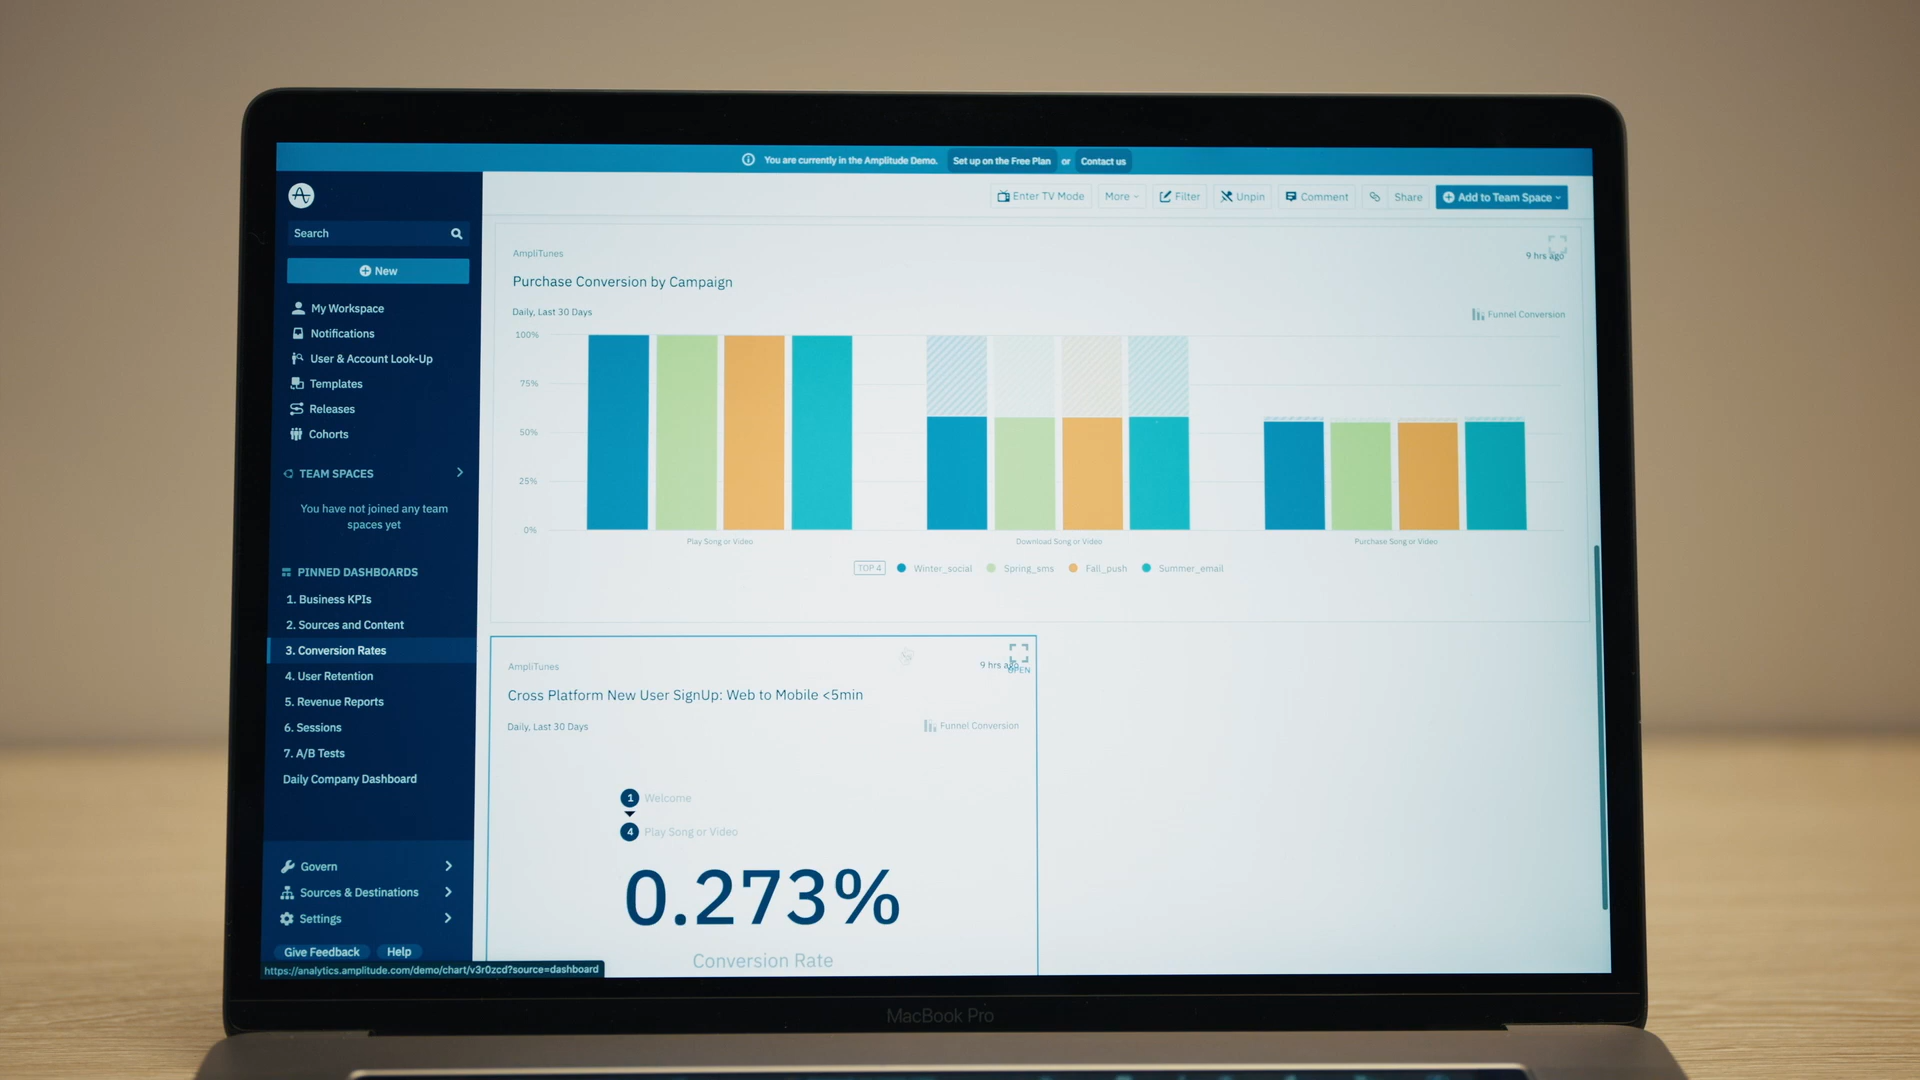 You are currently in the Amplitude Demo. Set up on the Free Plan or Contact us
Search
New
My Workspace
Notifications
User & Account Look-Up
Templates
Releases
Cohorts
TEAM SPACES
You have not joined any team
spaces yet
PINNED DASHBOARDS
1. Business KPIs
2. Sources and Content
3. Conversion Rates
4. User Retention
5. Revenue Reports
6. Sessions
7. A/B Tests
Daily Company Dashboard
Govern
Sources & Destinations
Settings
Give Feedback Help
https://analytics.amplitude.com/demo/chart/v3r0zcd?source=dashboard
Enter TV Mode More Filter Unpin Comment Share Add to Team Space
AmpliTunes
9 hrs ago
Purchase Conversion by Campaign
Daily, Last 30 Days
Funnel Conversion
100%
75%
50%
25%
0%
Play Song or Video Download Song or Video Purchase Song or Video
TOP 4 Winter_social Spring_sms Fall_push Summer_email
AmpliTunes
9 hrs ago
OPEN
Cross Platform New User SignUp: Web to Mobile <5min
Daily, Last 30 Days
Funnel Conversion
1 Welcome
4 Play Song or Video
0.273%
Conversion Rate
MacBook Pro